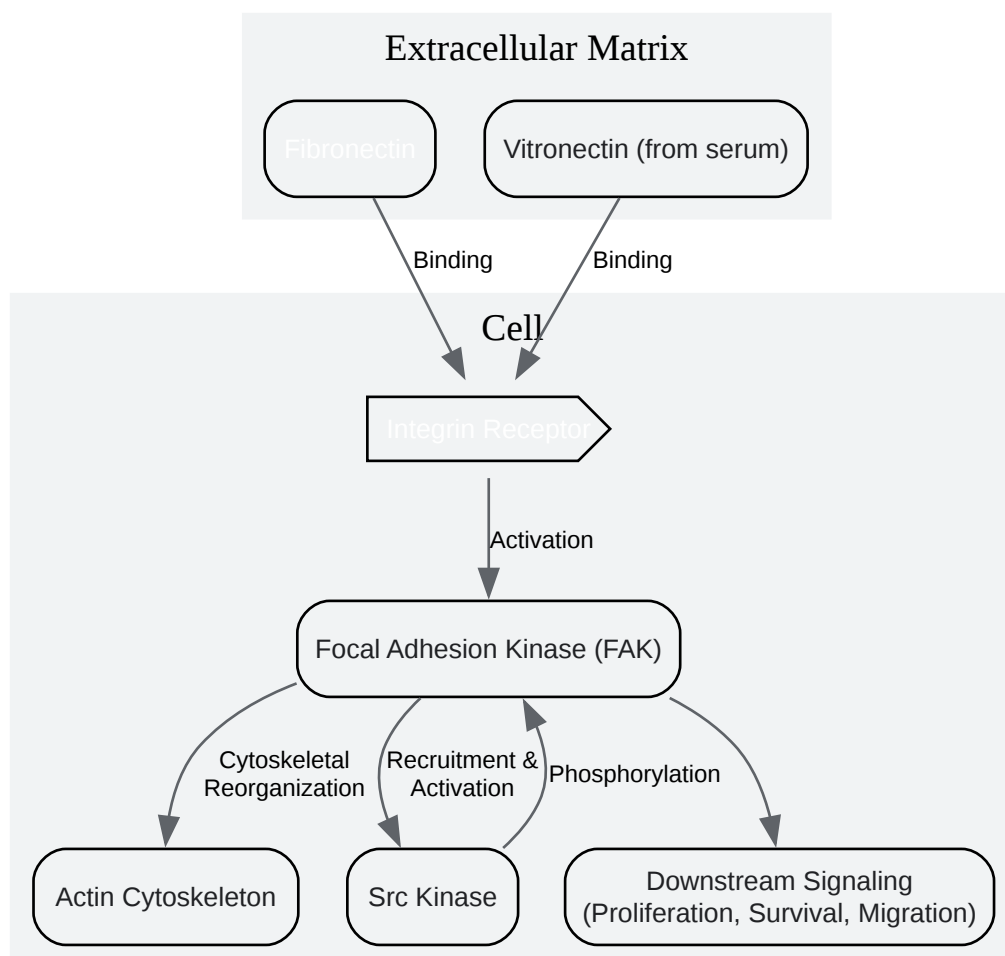 Extracellular Matrix
Fibronectin
Vitronectin (from serum)
Binding
Binding
Cell
Integrin Receptor
Activation
Focal Adhesion Kinase (FAK)
Cytoskeletal
Reorganization
Recruitment &
Activation
Phosphorylation
Actin Cytoskeleton
Src Kinase
Downstream Signaling
(Proliferation, Survival, Migration)